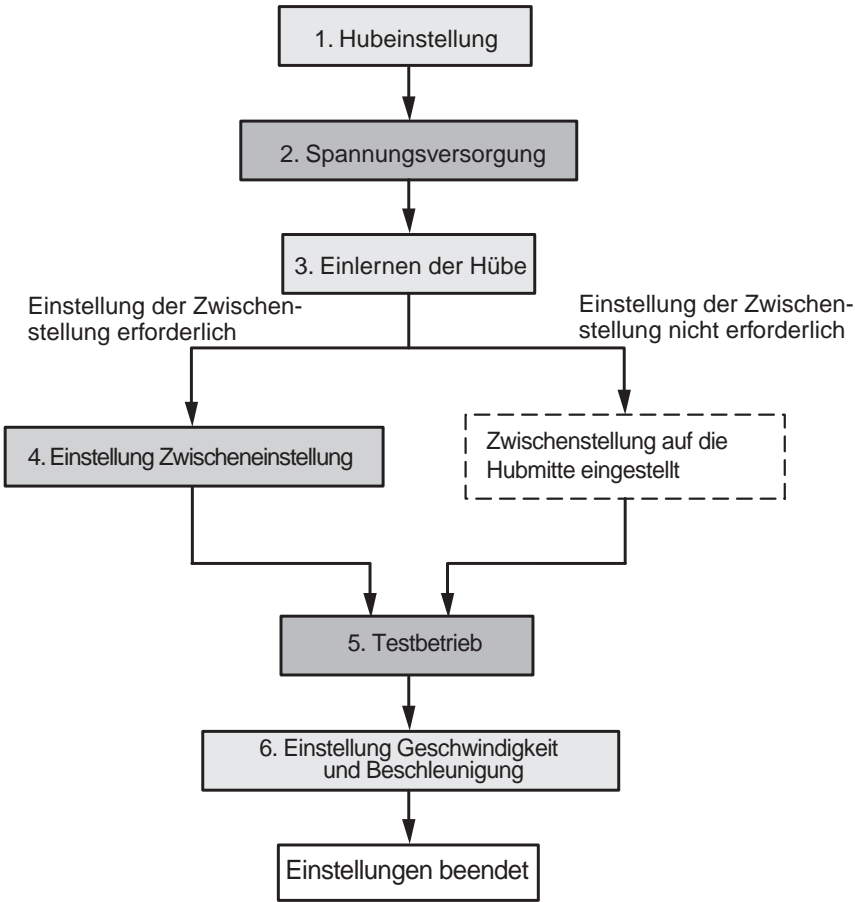 1. Hubeinstellung
2. Spannungsversorgung
3. Einlernen der Hübe
Einstellung der Zwischen-
stellung erforderlich
Einstellung der Zwischen-
stellung nicht erforderlich
4. Einstellung Zwischeneinstellung
Zwischenstellung auf die
Hubmitte eingestellt
5. Testbetrieb
6. Einstellung Geschwindigkeit
und Beschleunigung
Einstellungen beendet